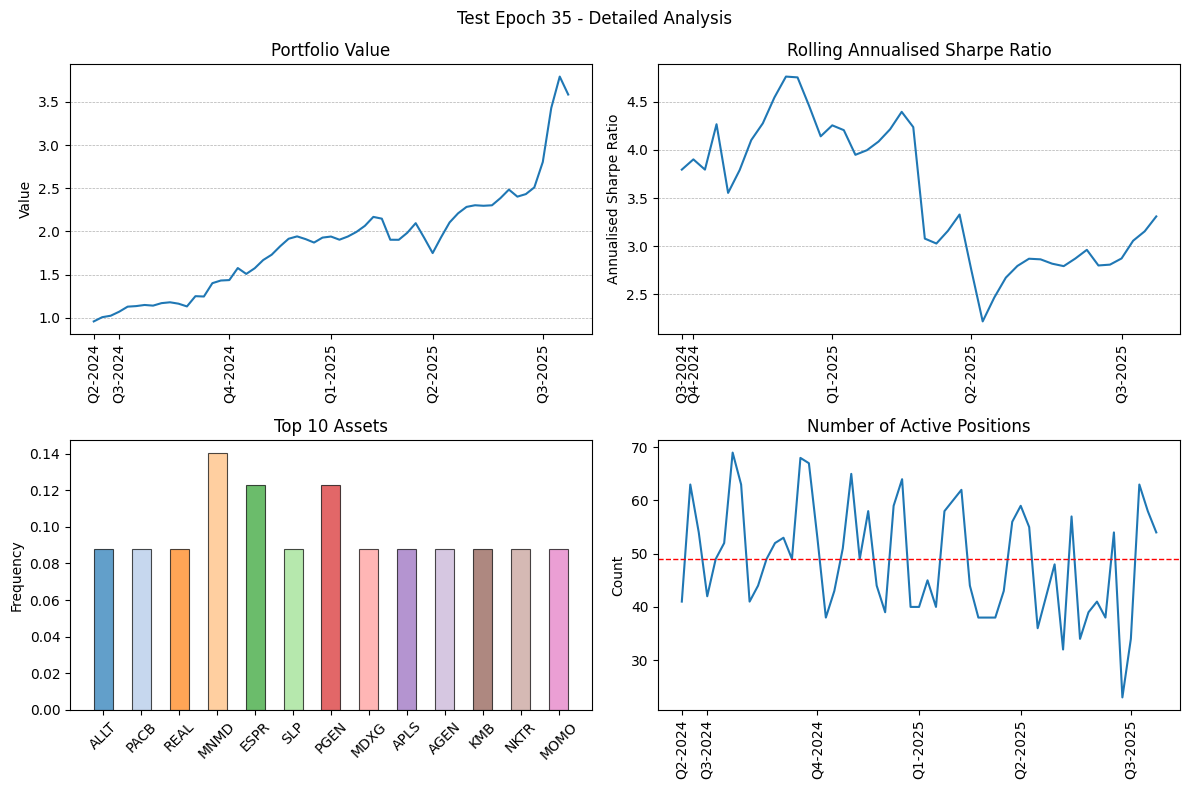 Test Epoch 35 - Detailed Analysis
Portfolio Value
Value
3.5
3.0
2.5
2.0
1.5
1.0
Q2-2024
Q3-2024
Q4-2024
Q1-2025
Q2-2025
Q3-2025
Rolling Annualised Sharpe Ratio
Annualised Sharpe Ratio
4.5
4.0
3.5
3.0
2.5
Q3-2024
Q4-2024
Q1-2025
Q2-2025
Q3-2025
Top 10 Assets
Frequency
0.14
0.12
0.10
0.08
0.06
0.04
0.02
0.00
ALLT
PACB
REAL
MNMD
ESPR
SLP
PGEN
MDXG
APLS
AGEN
KMB
NKTR
MOMO
Number of Active Positions
Count
70
60
50
40
30
Q2-2024
Q3-2024
Q4-2024
Q1-2025
Q2-2025
Q3-2025